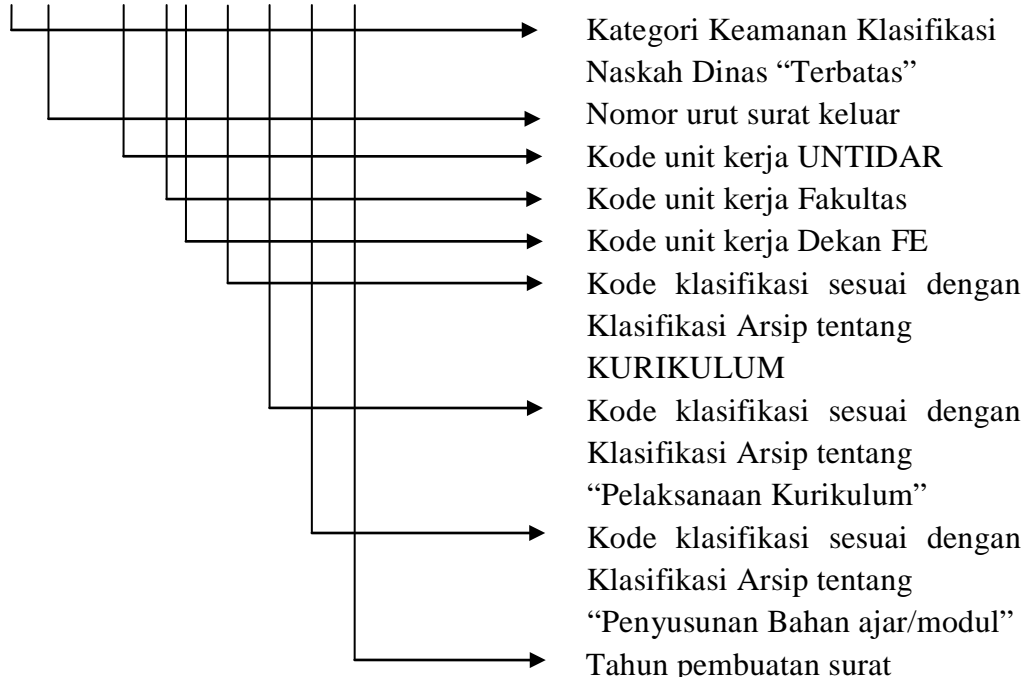 Kategori Keamanan Klasifikasi
Naskah Dinas “Terbatas”
Nomor urut surat keluar
Kode unit kerja UNTIDAR
Kode unit kerja Fakultas
Kode unit kerja Dekan FE
Kode klasifikasi sesuai dengan
Klasifikasi Arsip tentang
KURIKULUM
Kode klasifikasi sesuai dengan
Klasifikasi Arsip tentang
“Pelaksanaan Kurikulum”
Kode klasifikasi sesuai dengan
Klasifikasi Arsip tentang
“Penyusunan Bahan ajar/modul”
Tahun pembuatan surat